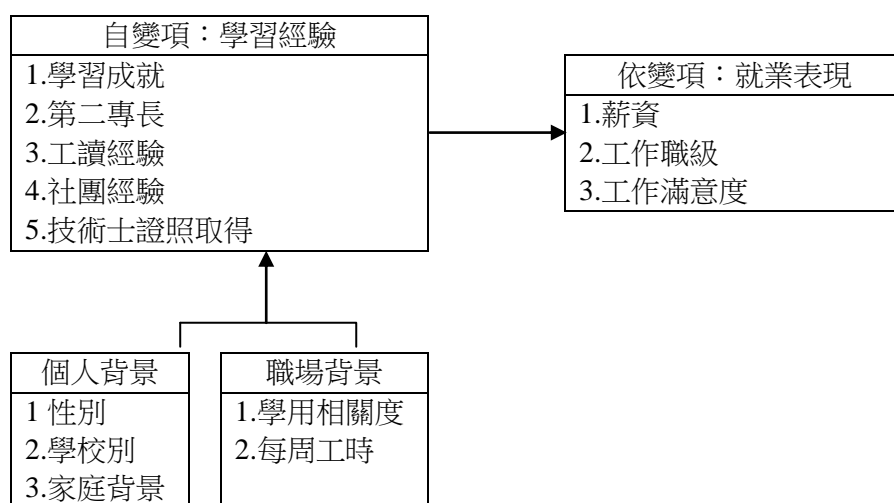 自變項：學習經驗
1.學習成就
2.第二專長
3.工讀經驗
4.社團經驗
5.技術士證照取得
依變項：就業表現
1.薪資
2.工作職級
3.工作滿意度
個人背景
1 性別
2.學校別
3.家庭背景
職場背景
1.學用相關度
2.每周工時